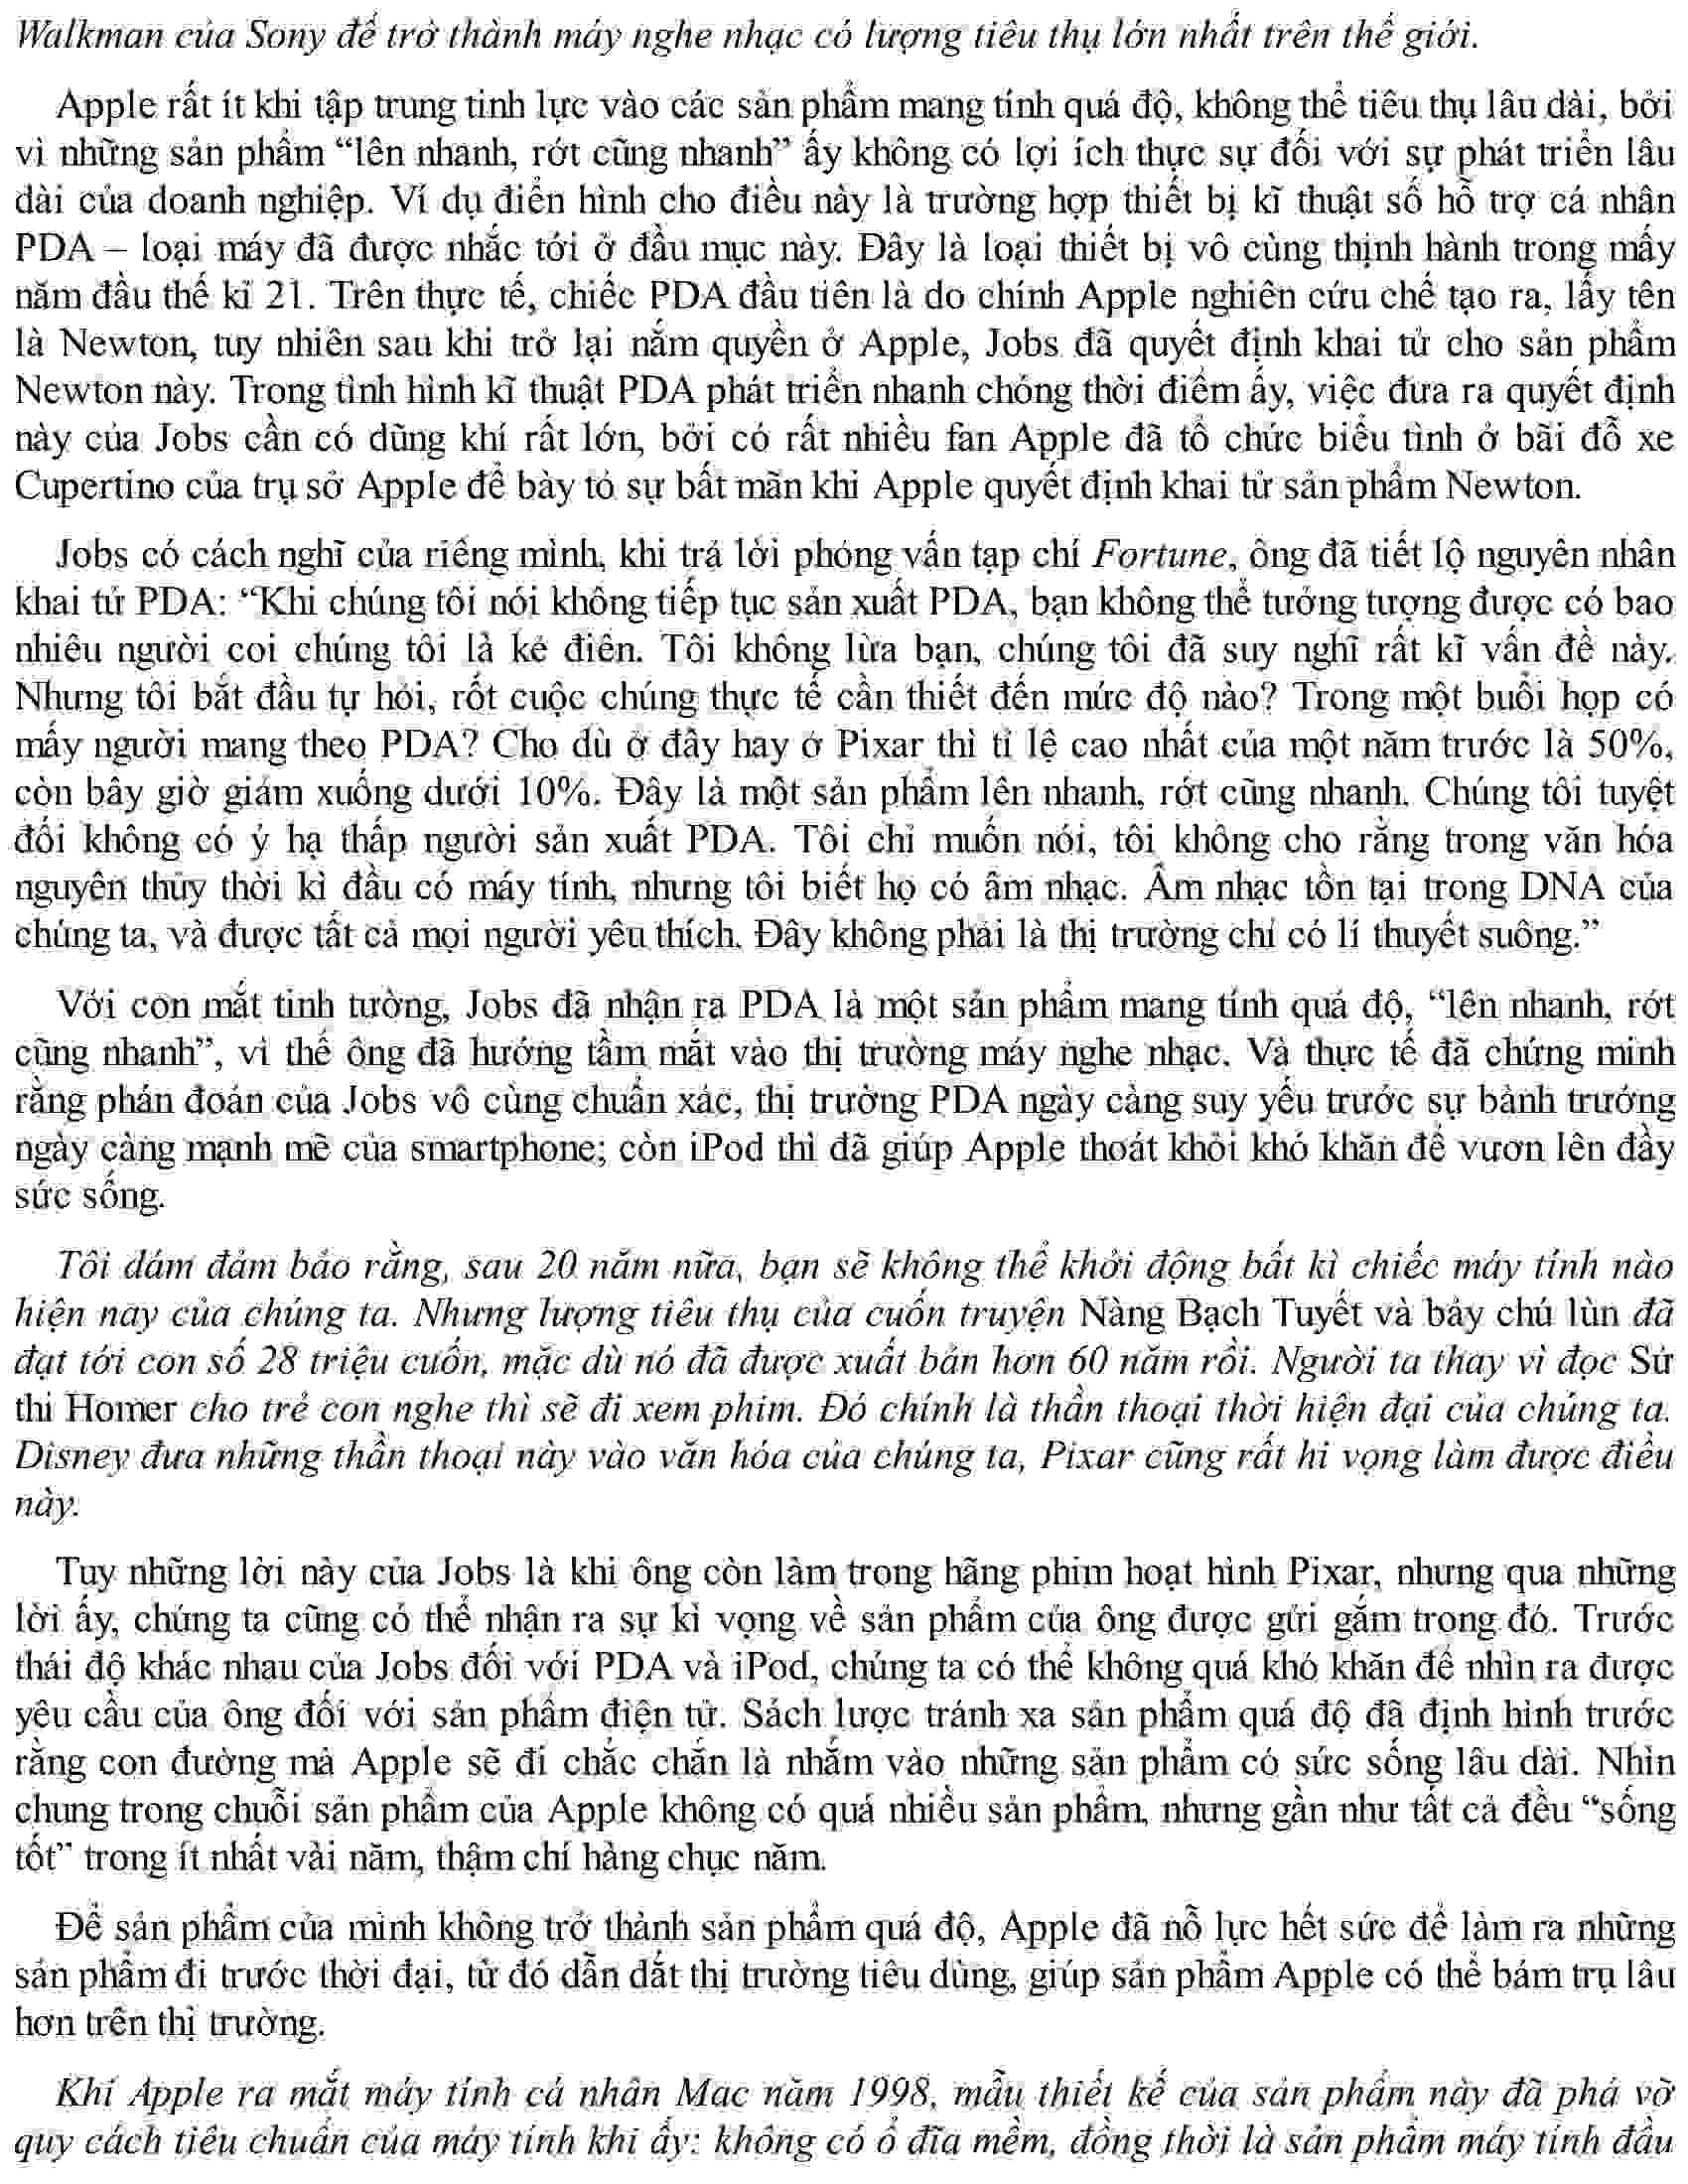 Walkman của Sony để trở thành máy nghe nhạc có lượng tiêu thụ lớn nhất trên thế giới.
Apple rất ít khi tập trung tinh lực vào các sản phẩm mang tính quá độ, không thể tiêu thụ lâu dài, bởi
vì những sản phẩm “lên nhanh, rớt cũng nhanh” ấy không có lợi ích thực sự đối với sự phát triển lâu
dài của doanh nghiệp. Ví dụ điển hình cho điều này là trường hợp thiết bị kĩ thuật số hỗ trợ cá nhân
PDA – loại máy đã được nhắc tới ở đầu mục này. Đây là loại thiết bị vô cùng thịnh hành trong mấy
năm đầu thế kỉ 21. Trên thực tế, chiếc PDA đầu tiên là do chính Apple nghiên cứu chế tạo ra, lấy tên
là Newton, tuy nhiên sau khi trở lại nắm quyền ở Apple, Jobs đã quyết định khai tử cho sản phẩm
Newton này. Trong tình hình kĩ thuật PDA phát triển nhanh chóng thời điểm ấy, việc đưa ra quyết định
này của Jobs cần có dũng khí rất lớn, bởi có rất nhiều fan Apple đã tổ chức biểu tình ở bãi đỗ xe
Cupertino của trụ sở Apple để bày tỏ sự bất mãn khi Apple quyết định khai tử sản phẩm Newton.
Jobs có cách nghĩ của riêng mình, khi trả lời phỏng vấn tạp chí Fortune, ông đã tiết lộ nguyên nhân
khai tử PDA: “Khi chúng tôi nói không tiếp tục sản xuất PDA, bạn không thể tưởng tượng được có bao
nhiêu người coi chúng tôi là kẻ điên. Tôi không lừa bạn, chúng tôi đã suy nghĩ rất kĩ vấn đề này.
Nhưng tôi bắt đầu tự hỏi, rốt cuộc chúng thực tế cần thiết đến mức độ nào? Trong một buổi họp có
mấy người mang theo PDA? Cho dù ở đây hay ở Pixar thì tỉ lệ cao nhất của một năm trước là 50%,
còn bây giờ giảm xuống dưới 10%. Đây là một sản phẩm lên nhanh, rớt cũng nhanh. Chúng tôi tuyệt
đối không có ý hạ thấp người sản xuất PDA. Tôi chỉ muốn nói, tôi không cho rằng trong văn hóa
nguyên thủy thời kì đầu có máy tính, nhưng tôi biết họ có âm nhạc. Âm nhạc tồn tại trong DNA của
chúng ta, và được tất cả mọi người yêu thích. Đây không phải là thị trường chỉ có lí thuyết suông.”
Với con mắt tinh tường, Jobs đã nhận ra PDA là một sản phẩm mang tính quá độ, “lên nhanh, rớt
cũng nhanh”, vì thế ông đã hướng tầm mắt vào thị trường máy nghe nhạc. Và thực tế đã chứng minh
rằng phán đoán của Jobs vô cùng chuẩn xác, thị trường PDA ngày càng suy yếu trước sự bành trướng
ngày càng mạnh mẽ của smartphone; còn iPod thì đã giúp Apple thoát khỏi khó khăn để vươn lên đầy
sức sống.
Tôi dám đảm bảo rằng, sau 20 năm nữa, bạn sẽ không thể khởi động bất kì chiếc máy tính nào
hiện nay của chúng ta. Nhưng lượng tiêu thụ của cuốn truyện Nàng Bạch Tuyết và bảy chú lùn đã
đạt tới con số 28 triệu cuốn, mặc dù nó đã được xuất bản hơn 60 năm rồi. Người ta thay vì đọc Sử
thi Homer cho trẻ con nghe thì sẽ đi xem phim. Đó chính là thần thoại thời hiện đại của chúng ta.
Disney đưa những thần thoại này vào văn hóa của chúng ta, Pixar cũng rất hi vọng làm được điều
này.
Tuy những lời này của Jobs là khi ông còn làm trong hãng phim hoạt hình Pixar, nhưng qua những
lời ấy, chúng ta cũng có thể nhận ra sự kì vọng về sản phẩm của ông được gửi gắm trong đó. Trước
thái độ khác nhau của Jobs đối với PDA và iPod, chúng ta có thể không quá khó khăn để nhìn ra được
yêu cầu của ông đối với sản phẩm điện tử. Sách lược tránh xa sản phẩm quá độ đã định hình trước
rằng con đường mà Apple sẽ đi chắc chắn là nhắm vào những sản phẩm có sức sống lâu dài. Nhìn
chung trong chuỗi sản phẩm của Apple không có quá nhiều sản phẩm, nhưng gần như tất cả đều “sống
tốt” trong ít nhất vài năm, thậm chí hàng chục năm.
Để sản phẩm của mình không trở thành sản phẩm quá độ, Apple đã nỗ lực hết sức để làm ra những
sản phẩm đi trước thời đại, từ đó dẫn dắt thị trường tiêu dùng, giúp sản phẩm Apple có thể bám trụ lâu
hơn trên thị trường.
Khi Apple ra mắt máy tính cá nhân Mac năm 1998, mẫu thiết kế của sản phẩm này đã phá vỡ
quy cách tiêu chuẩn của máy tính khi ấy: không có ổ đĩa mềm, đồng thời là sản phẩm máy tính đầu